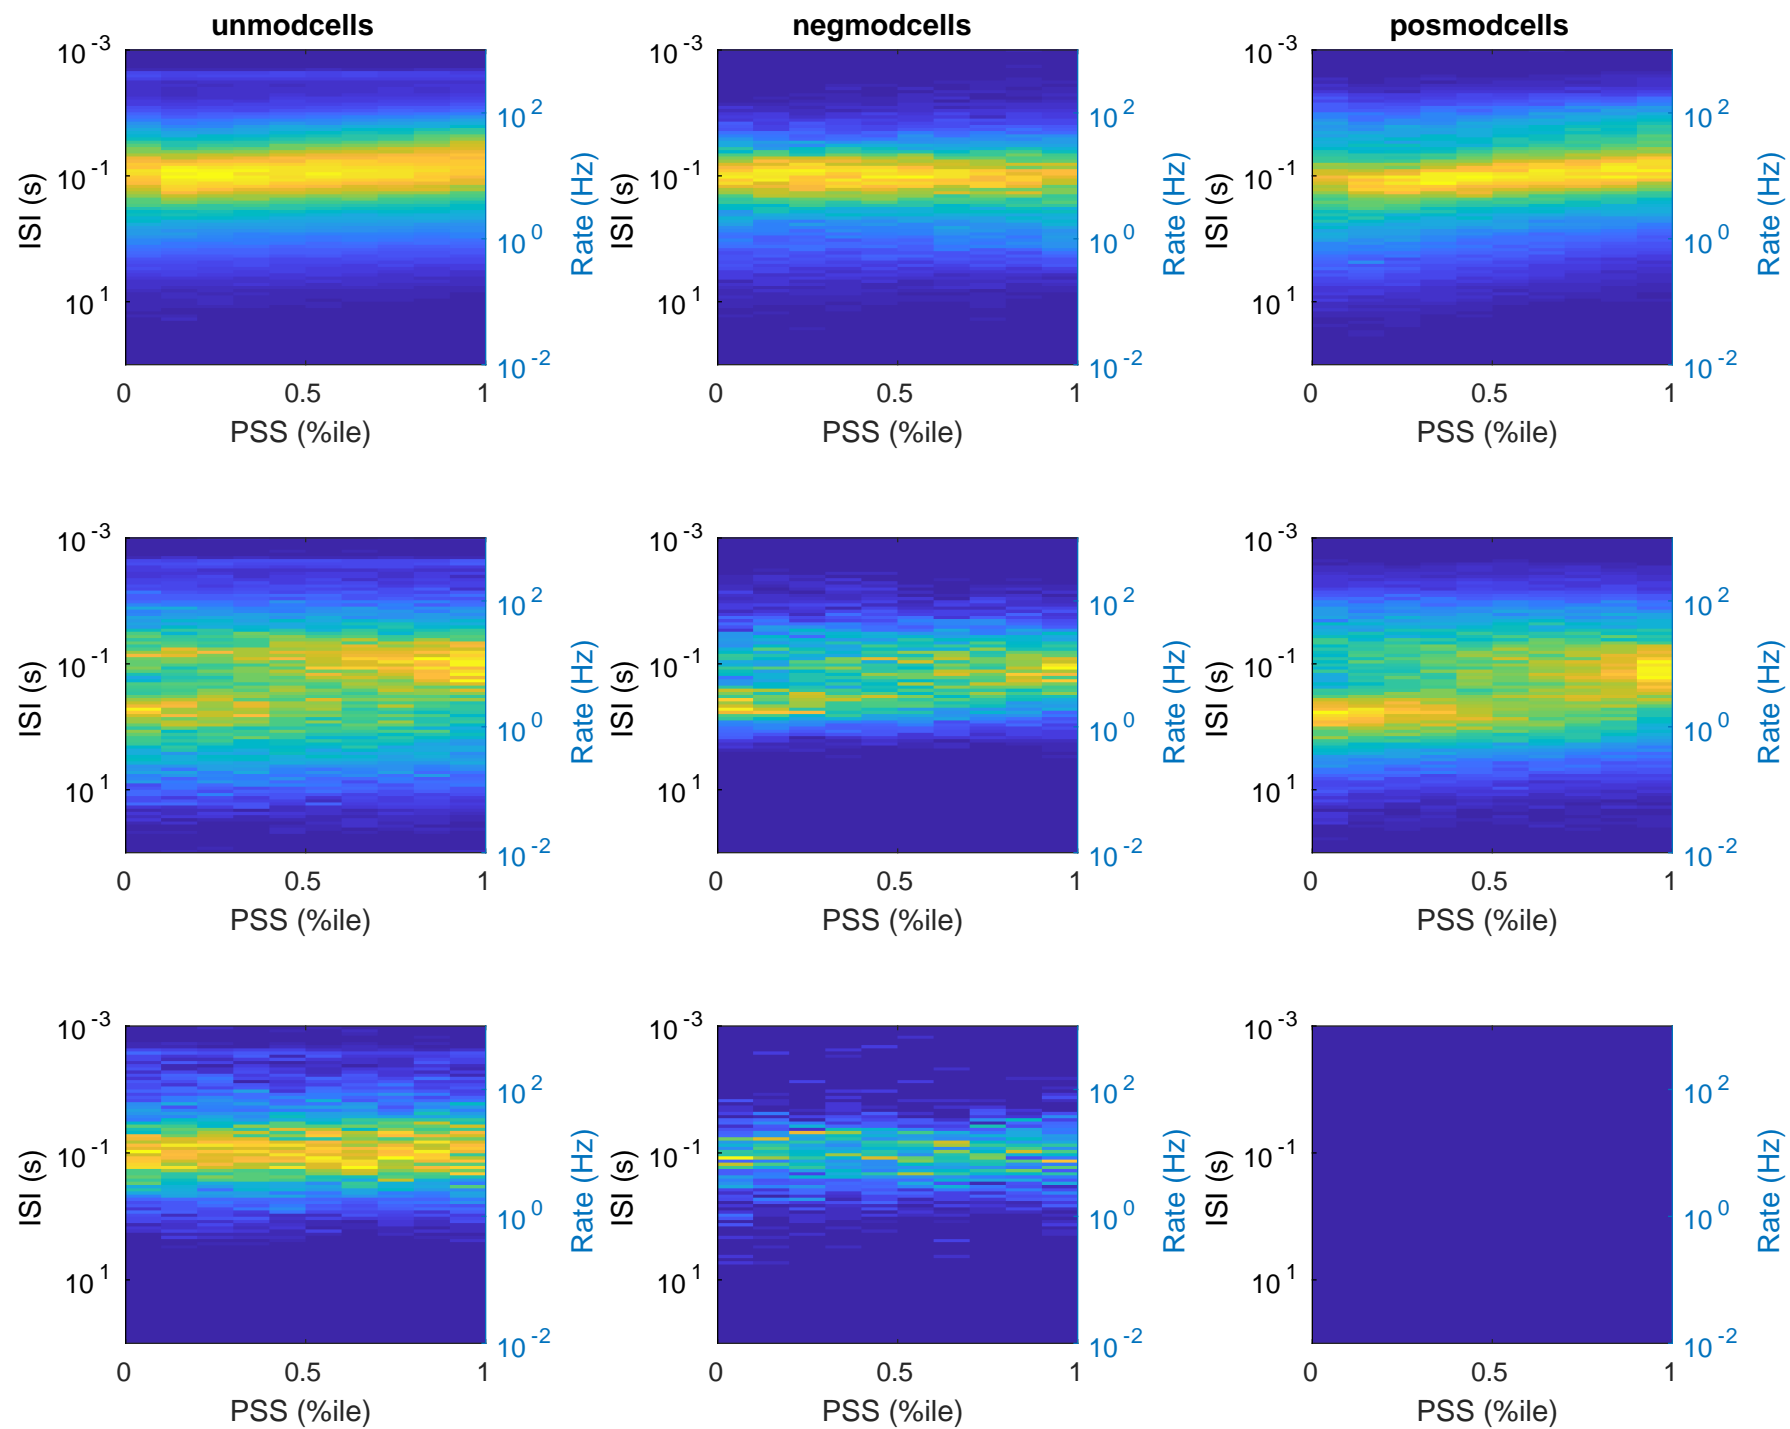 unmodcells negmodcells posmodcells
10-3 10-3 10-3
10 2 10 2 10 2
10-1 10-1 10-1
ISI (s) Rate (Hz) ISI (s) Rate (Hz) ISI (s) Rate (Hz)
10 0 10 0 10 0
10 1 10 1 10 1
10-2 10-2 10-2
0 0.5 1 0 0.5 1 0 0.5 1
PSS (%ile) PSS (%ile) PSS (%ile)
10-3 10-3 10-3
10 2 10 2 10 2
10-1 10-1 10-1
ISI (s) Rate (Hz) ISI (s) Rate (Hz) ISI (s) Rate (Hz)
10 0 10 0 10 0
10 1 10 1 10 1
10-2 10-2 10-2
0 0.5 1 0 0.5 1 0 0.5 1
PSS (%ile) PSS (%ile) PSS (%ile)
10-3 10-3 10-3
10 2 10 2 10 2
10-1 10-1 10-1
ISI (s) Rate (Hz) ISI (s) Rate (Hz) ISI (s) Rate (Hz)
10 0 10 0 10 0
10 1 10 1 10 1
10-2 10-2 10-2
0 0.5 1 0 0.5 1 0 0.5 1
PSS (%ile) PSS (%ile) PSS (%ile)